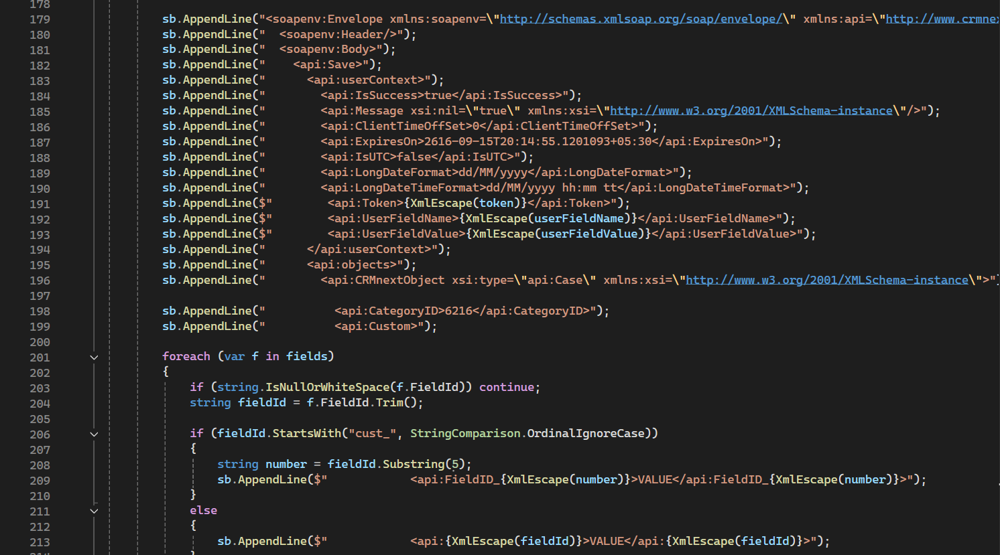 178
179 sb.AppendLine("<soapenv:Envelope xmlns:soapenv=\"http://schemas.xmlsoap.org/soap/envelope/\" xmlns:api=\"http://www.crmne
180 sb.AppendLine("  <soapenv:Header/>");
181 sb.AppendLine("  <soapenv:Body>");
182 sb.AppendLine("    <api:Save>");
183 sb.AppendLine("      <api:userContext>");
184 sb.AppendLine("        <api:IsSuccess>true</api:IsSuccess>");
185 sb.AppendLine("        <api:Message xsi:nil=\"true\" xmlns:xsi=\"http://www.w3.org/2001/XMLSchema-instance\"/>");
186 sb.AppendLine("        <api:ClientTimeOffSet>0</api:ClientTimeOffSet>");
187 sb.AppendLine("        <api:ExpiresOn>2616-09-15T20:14:55.1201093+05:30</api:ExpiresOn>");
188 sb.AppendLine("        <api:IsUTC>false</api:IsUTC>");
189 sb.AppendLine("        <api:LongDateFormat>dd/MM/yyyy</api:LongDateFormat>");
190 sb.AppendLine("        <api:LongDateTimeFormat>dd/MM/yyyy hh:mm tt</api:LongDateTimeFormat>");
191 sb.AppendLine($"        <api:Token>{XmlEscape(token)}</api:Token>");
192 sb.AppendLine($"        <api:UserFieldName>{XmlEscape(userFieldName)}</api:UserFieldName>");
193 sb.AppendLine($"        <api:UserFieldValue>{XmlEscape(userFieldValue)}</api:UserFieldValue>");
194 sb.AppendLine("      </api:userContext>");
195 sb.AppendLine("      <api:objects>");
196 sb.AppendLine("        <api:CRMnextObject xsi:type=\"api:Case\" xmlns:xsi=\"http://www.w3.org/2001/XMLSchema-instance\">")
197
198 sb.AppendLine("          <api:CategoryID>6216</api:CategoryID>");
199 sb.AppendLine("          <api:Custom>");
200
201 foreach (var f in fields)
202 {
203     if (string.IsNullOrWhiteSpace(f.FieldId)) continue;
204     string fieldId = f.FieldId.Trim();
205
206     if (fieldId.StartsWith("cust_", StringComparison.OrdinalIgnoreCase))
207     {
208         string number = fieldId.Substring(5);
209         sb.AppendLine($"            <api:FieldID_{XmlEscape(number)}>VALUE</api:FieldID_{XmlEscape(number)}>");
210     }
211     else
212     {
213         sb.AppendLine($"            <api:{XmlEscape(fieldId)}>VALUE</api:{XmlEscape(fieldId)}>");